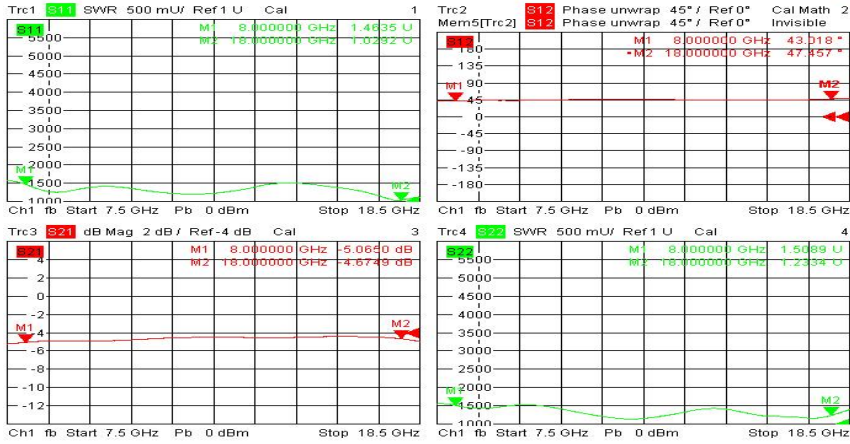 Trc1 S11 SWR 500 mU/ Ref 1 U Cal 1
S11
M1 8.000000 GHz 1.4635 U
M2 18.000000 GHz 1.0292 U
5500
5000
4500
4000
3500
3000
2500
2000
M1
1500
M2
1000
Ch1 fb Start 7.5 GHz Pb 0 dBm Stop 18.5 GHz
Trc2 S12 Phase unwrap 45°/ Ref 0° Cal Math 2
Mem5[Trc2] S12 Phase unwrap 45°/ Ref 0° Invisible
S12
M1 8.000000 GHz 43.018 °
•M2 18.000000 GHz 47.457 °
180
135
90
M1
M2
45
0
-45
-90
-135
-180
Ch1 fb Start 7.5 GHz Pb 0 dBm Stop 18.5 GHz
Trc3 S21 dB Mag 2 dB/ Ref -4 dB Cal 3
S21
M1 8.000000 GHz -5.0650 dB
M2 18.000000 GHz -4.6749 dB
4
2
0
-2
M1
M2
-4
-6
-8
-10
-12
Ch1 fb Start 7.5 GHz Pb 0 dBm Stop 18.5 GHz
Trc4 S22 SWR 500 mU/ Ref 1 U Cal 4
S22
M1 8.000000 GHz 1.5089 U
M2 18.000000 GHz 1.2334 U
5500
5000
4500
4000
3500
3000
2500
2000
M1
M2
1500
1000
Ch1 fb Start 7.5 GHz Pb 0 dBm Stop 18.5 GHz